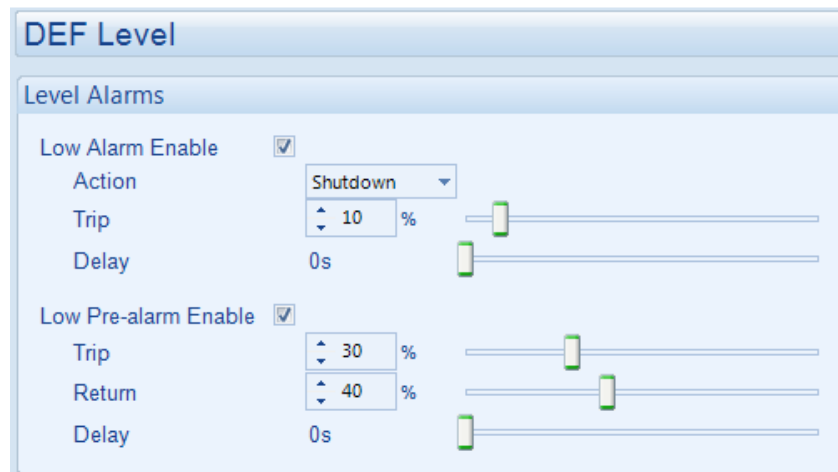 DEF Level
Level Alarms
Low Alarm Enable
Action Shutdown
Trip 10 %
Delay 0s
Low Pre-alarm Enable
Trip 30 %
Return 40 %
Delay 0s